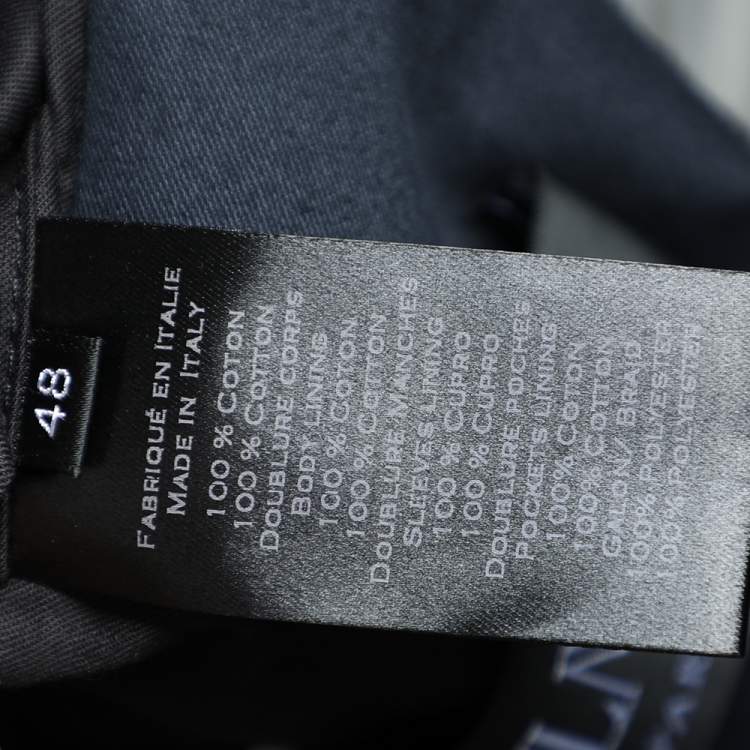 48
FABRIQUÉ EN ITALIE
MADE IN ITALY
100 % COTON
100 % COTTON
DOUBLURE CORPS
BODY LINING
100 % COTON
100 % COTTON
DOUBLURE MANCHES
SLEEVES LINING
100 % CUPRO
100 % CUPRO
DOUBLURE POCHES
POCKETS LINING
100% COTON
100 % COTTON
GALON/ BRAID
100% POLYESTER
100% POLYESTER